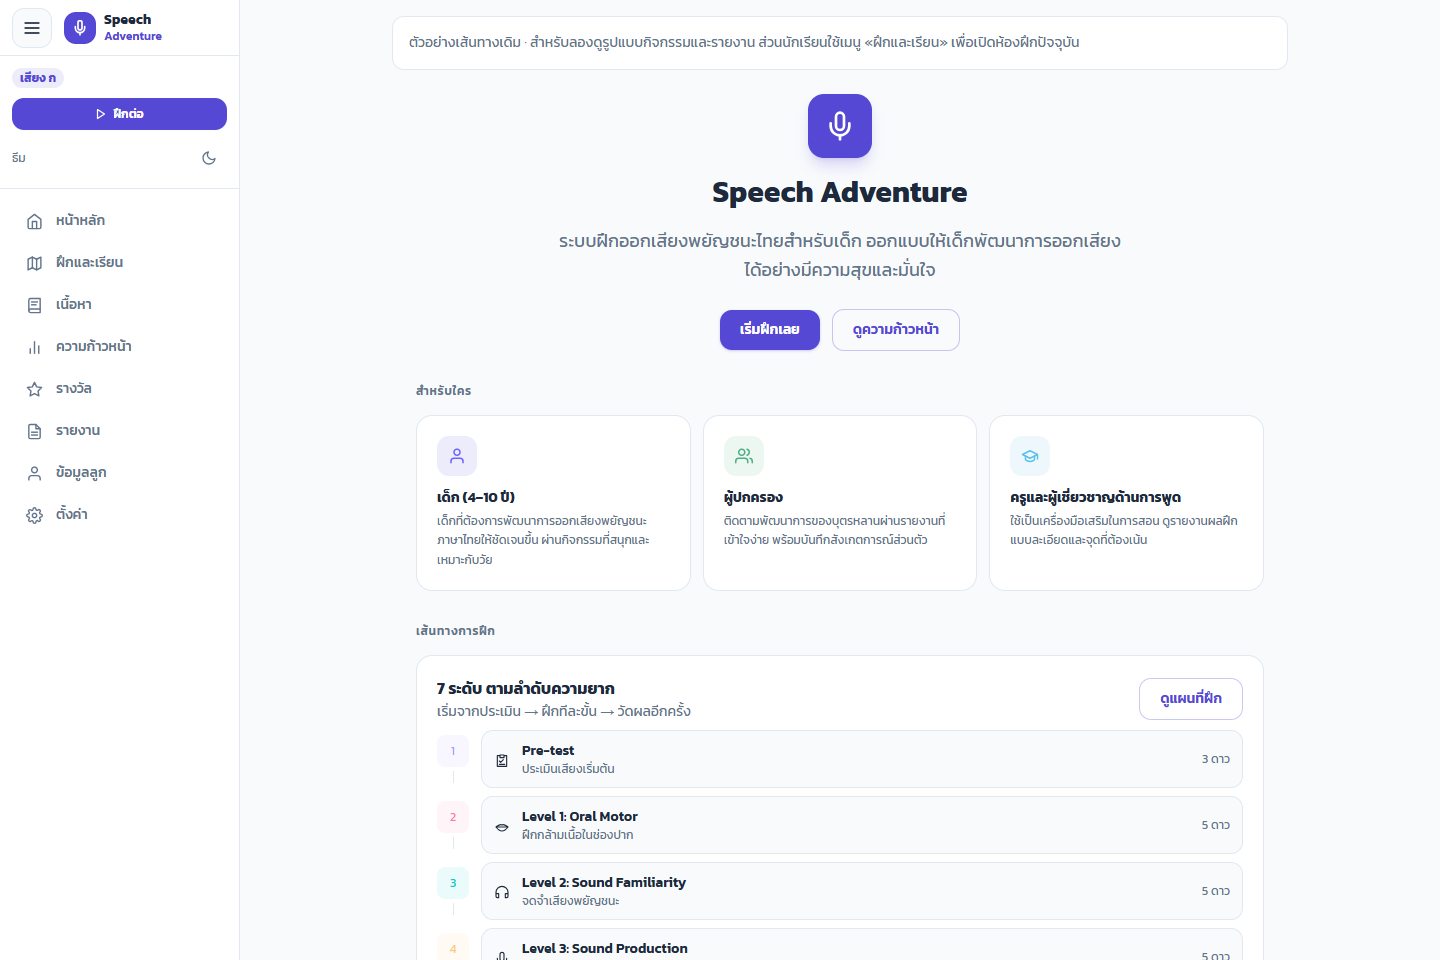 Speech
Adventure
เสียง ก
ฝึกต่อ
ธีม
หน้าหลัก
ฝึกและเรียน
เนื้อหา
ความก้าวหน้า
รางวัล
รายงาน
ข้อมูลลูก
ตั้งค่า
ตัวอย่างเส้นทางเดิม · สำหรับลองดูรูปแบบกิจกรรมและรายงาน ส่วนนักเรียนใช้เมนู «ฝึกและเรียน» เพื่อเปิดห้องฝึกปัจจุบัน
Speech Adventure
ระบบฝึกออกเสียงพยัญชนะไทยสำหรับเด็ก ออกแบบให้เด็กพัฒนาการออกเสียง
ได้อย่างมีความสุขและมั่นใจ
เริ่มฝึกเลย
ดูความก้าวหน้า
สำหรับใคร
เด็ก (4–10 ปี)
เด็กที่ต้องการพัฒนาการออกเสียงพยัญชนะ
ภาษาไทยให้ชัดเจนขึ้น ผ่านกิจกรรมที่สนุกและ
เหมาะกับวัย
ผู้ปกครอง
ติดตามพัฒนาการของบุตรหลานผ่านรายงานที่
เข้าใจง่าย พร้อมบันทึกสังเกตการณ์ส่วนตัว
ครูและผู้เชี่ยวชาญด้านการพูด
ใช้เป็นเครื่องมือเสริมในการสอน ดูรายงานผลฝึก
แบบละเอียดและจุดที่ต้องเน้น
เส้นทางการฝึก
7 ระดับ ตามลำดับความยาก
เริ่มจากประเมิน → ฝึกทีละขั้น → วัดผลอีกครั้ง
ดูแผนที่ฝึก
1
Pre-test
ประเมินเสียงเริ่มต้น
3 ดาว
2
Level 1: Oral Motor
ฝึกกล้ามเนื้อในช่องปาก
5 ดาว
3
Level 2: Sound Familiarity
จดจำเสียงพยัญชนะ
5 ดาว
4
Level 3: Sound Production
5 ดาว